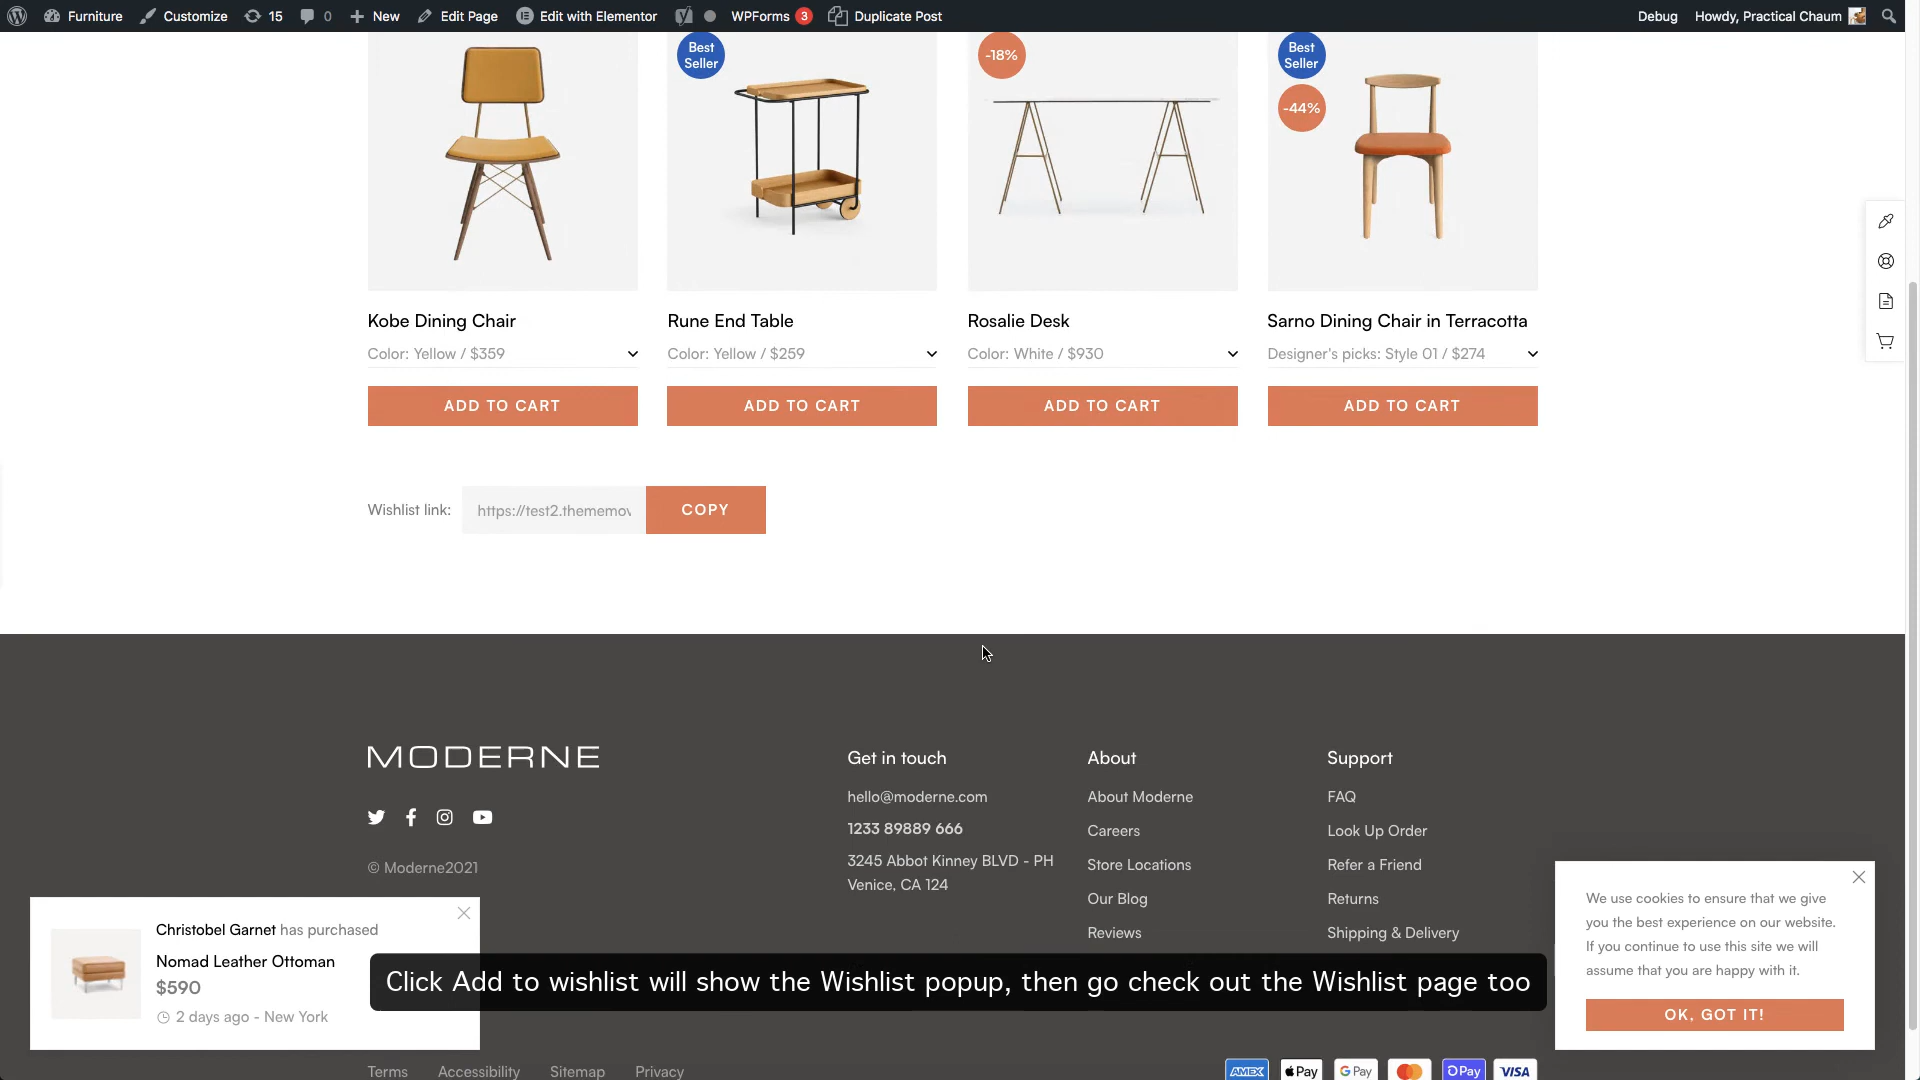 Furniture Customize 15 0 New Edit Page Edit with Elementor WPForms 3 Duplicate Post Debug Howdy, Practical Chaum
Best
Seller
-18%
Best
Seller
-44%
Kobe Dining Chair
Color: Yellow / $359
ADD TO CART
Rune End Table
Color: Yellow / $259
ADD TO CART
Rosalie Desk
Color: White / $930
ADD TO CART
Sarno Dining Chair in Terracotta
Designer's picks: Style 01 / $274
ADD TO CART
Wishlist link: https://test2.thememov COPY
MODERNE
© Moderne2021
Get in touch
hello@moderne.com
1233 89889 666
3245 Abbot Kinney BLVD - PH
Venice, CA 124
About
About Moderne
Careers
Store Locations
Our Blog
Reviews
Support
FAQ
Look Up Order
Refer a Friend
Returns
Shipping & Delivery
Christobel Garnet has purchased
Nomad Leather Ottoman
$590
2 days ago - New York
Click Add to wishlist will show the Wishlist popup, then go check out the Wishlist page too
We use cookies to ensure that we give
you the best experience on our website.
If you continue to use this site we will
assume that you are happy with it.
OK, GOT IT!
Terms Accessibility Sitemap Privacy
AMEX Pay G Pay Pay VISA